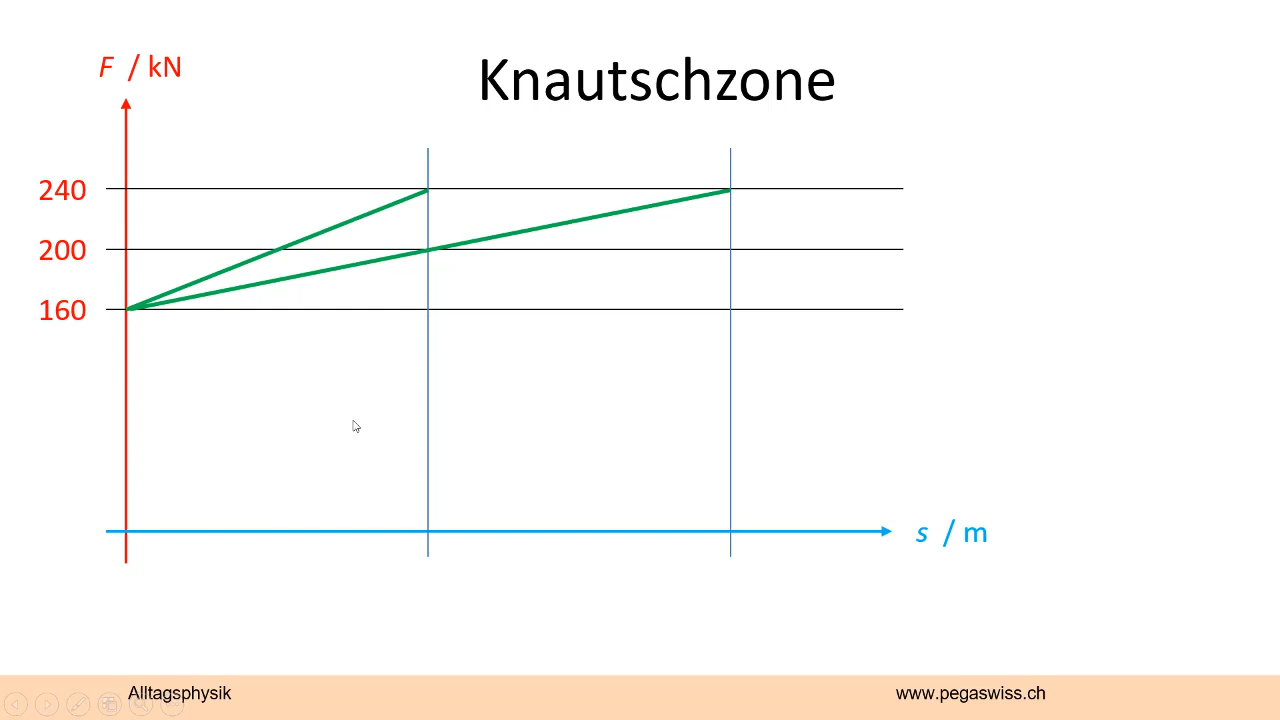 F / kN
Knautschzone
240
200
160
s / m
Alltagsphysik
www.pegaswiss.ch